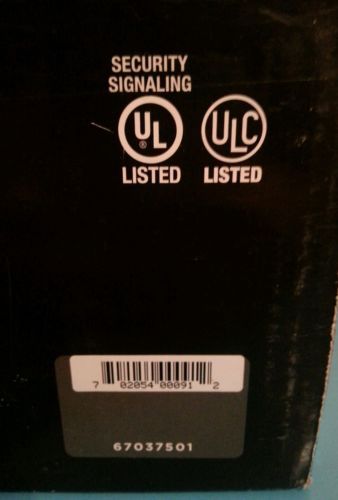 SECURITY
SIGNALING
UL ® ULC
LISTED LISTED
7 02054 00091 2
67037501